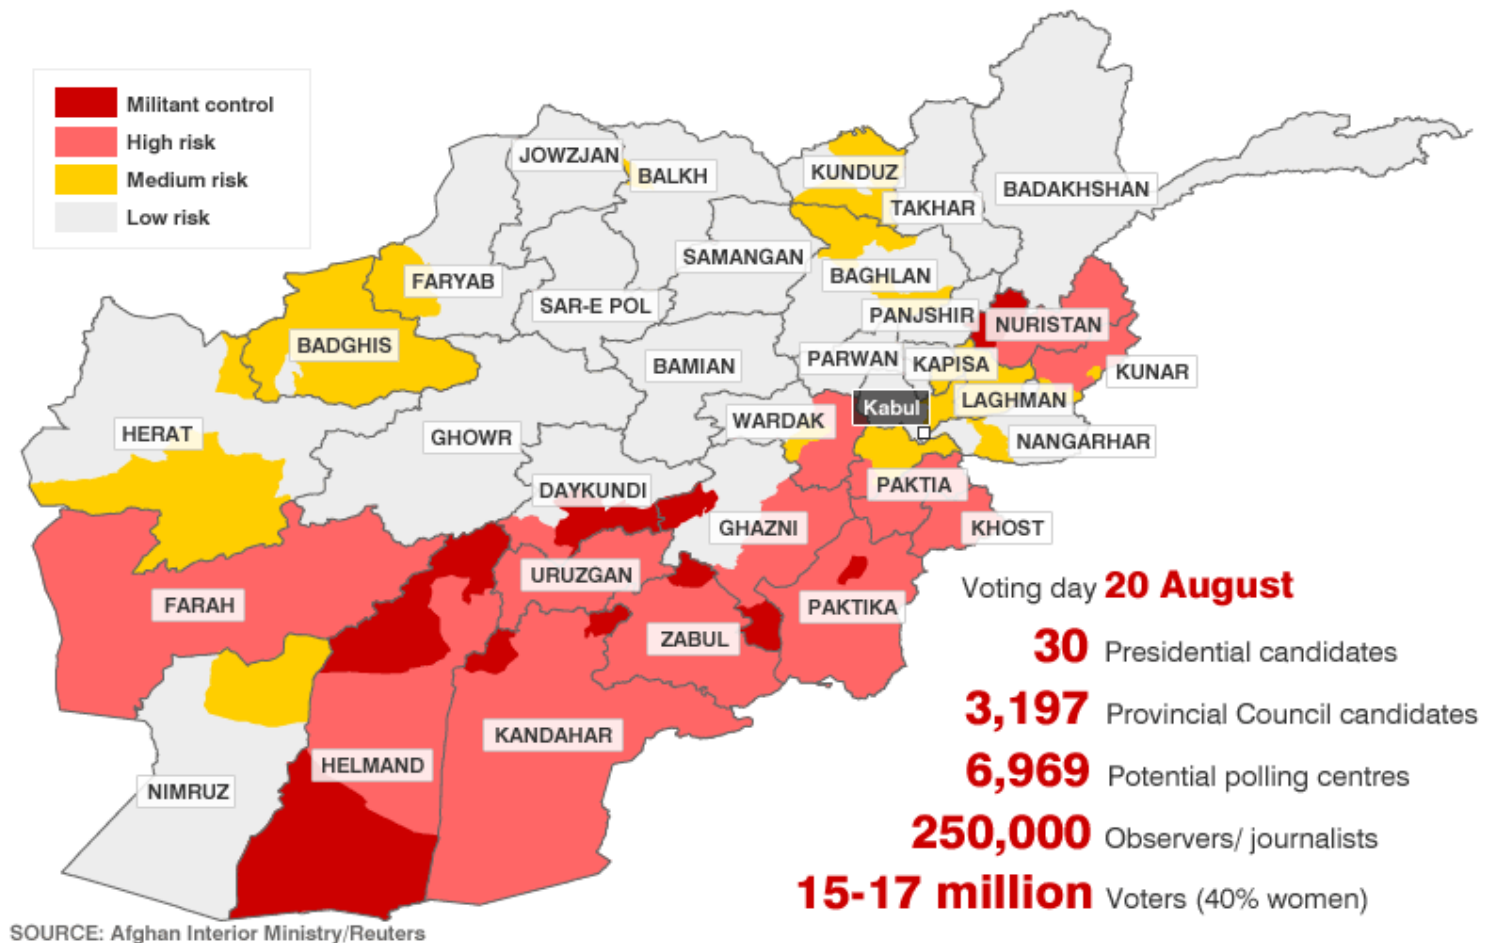 Militant control
High risk
Medium risk
Low risk
JOWZJAN
BALKH
KUNDUZ
TAKHAR
BADAKHSHAN
FARYAB
SAMANGAN
BAGHLAN
SAR-E POL
PANJSHIR
NURISTAN
BADGHIS
BAMIAN
PARWAN
KAPISA
KUNAR
Kabul
LAGHMAN
HERAT
GHOWR
WARDAK
NANGARHAR
DAYKUNDI
PAKTIA
GHAZNI
KHOST
URUZGAN
FARAH
PAKTIKA
ZABUL
KANDAHAR
HELMAND
NIMRUZ
Voting day 20 August
30 Presidential candidates
3,197 Provincial Council candidates
6,969 Potential polling centres
250,000 Observers/ journalists
15-17 million Voters (40% women)
SOURCE: Afghan Interior Ministry/Reuters